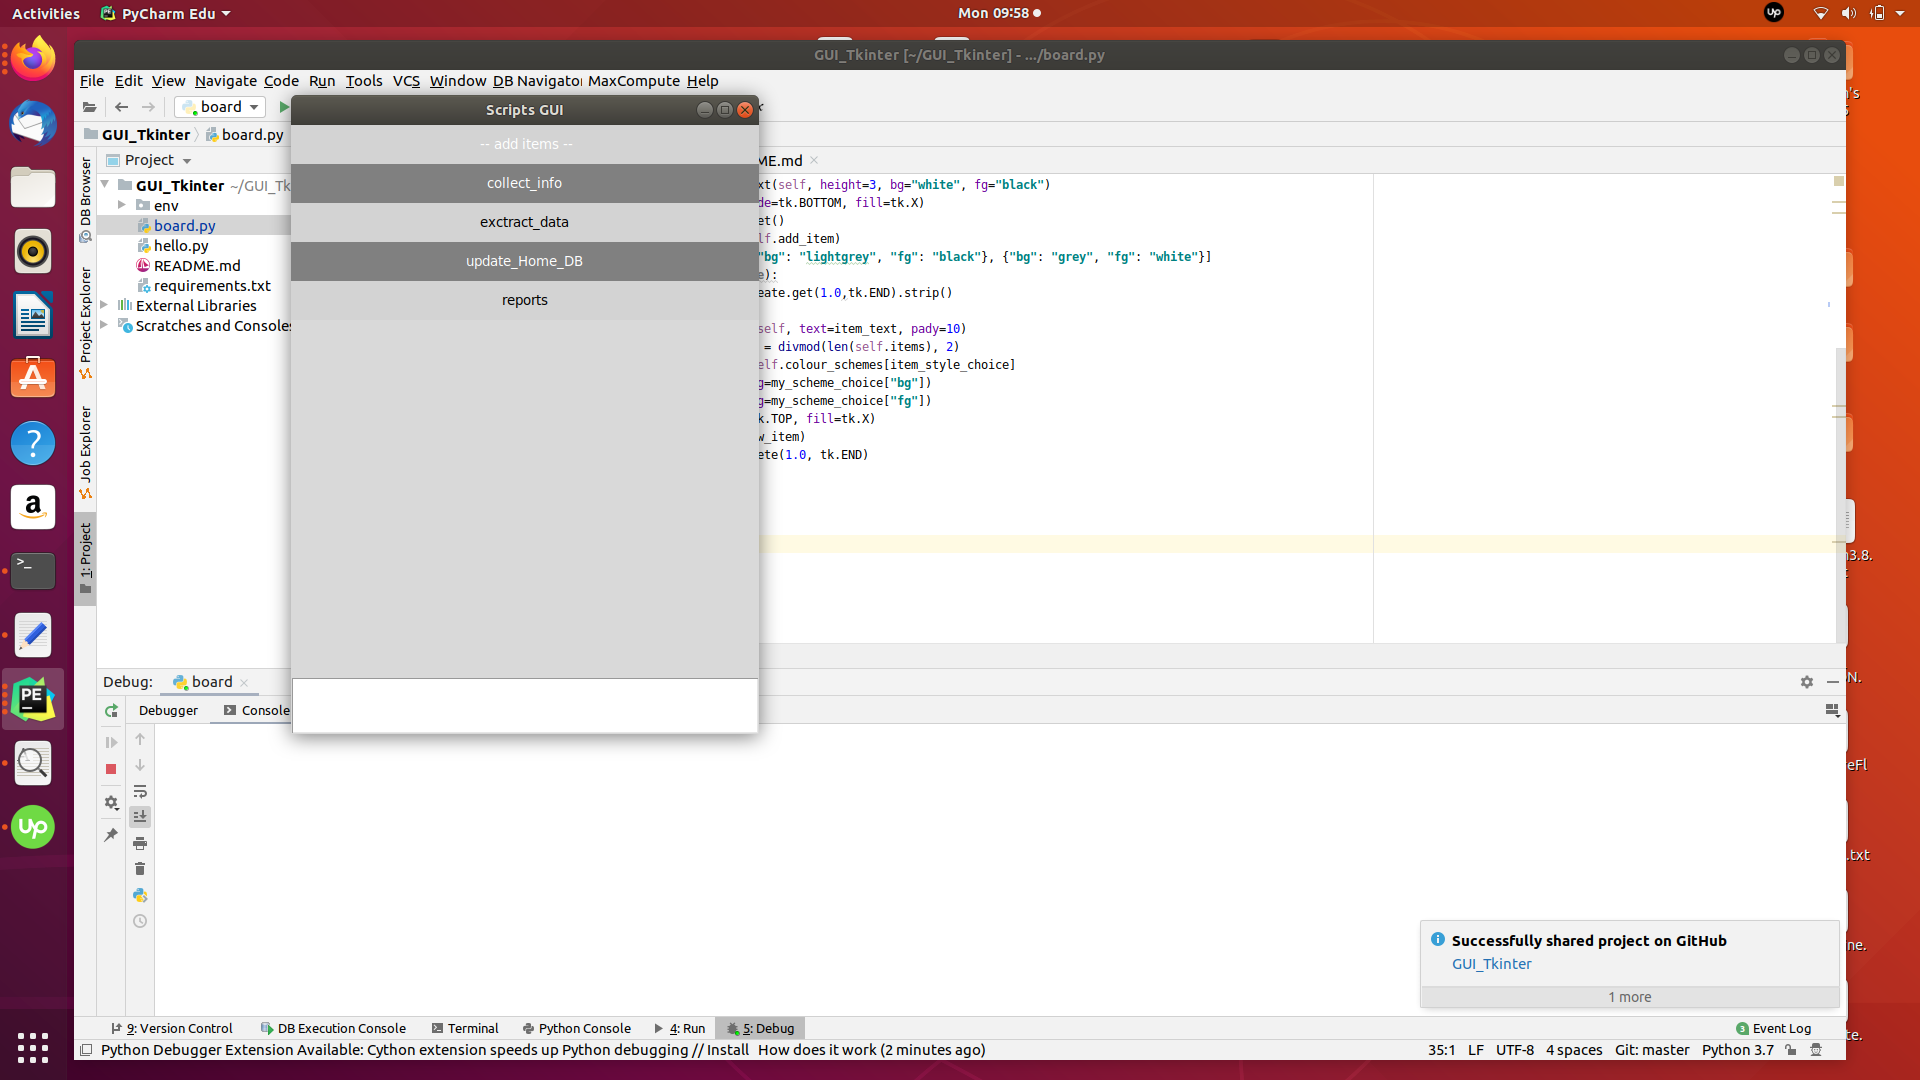 Activities
PyCharm Edu
Mon 09:58
up
GUI_Tkinter [~/GUI_Tkinter] - .../board.py
File Edit View Navigate Code Run Tools VCS Window DB Navigator MaxCompute Help
board
Scripts GUI
GUI_Tkinter
board.py
-- add items --
collect_info
exctract_data
update_Home_DB
reports
Project
ME.md
GUI_Tkinter ~/GUI_Tk
env
board.py
hello.py
README.md
requirements.txt
External Libraries
Scratches and Consoles
DB Browser
Project Explorer
Job Explorer
1: Project
xt(self, height=3, bg="white", fg="black")
de=tk.BOTTOM, fill=tk.X)
et()
lf.add_item)
"bg": "lightgrey", "fg": "black"}, {"bg": "grey", "fg": "white"}]
e):
eate.get(1.0,tk.END).strip()
self, text=item_text, pady=10)
= divmod(len(self.items), 2)
elf.colour_schemes[item_style_choice]
g=my_scheme_choice["bg"])
g=my_scheme_choice["fg"])
k.TOP, fill=tk.X)
w_item)
ete(1.0, tk.END)
Debug:
board
Debugger
Console
Successfully shared project on GitHub
GUI_Tkinter
1 more
9: Version Control
DB Execution Console
Terminal
Python Console
4: Run
5: Debug
3 Event Log
Python Debugger Extension Available: Cython extension speeds up Python debugging // Install How does it work (2 minutes ago)
35:1 LF UTF-8 4 spaces Git: master Python 3.7
a
>_
PE
up
n's
13.8.
N.
eFl
.txt
ne.
te.